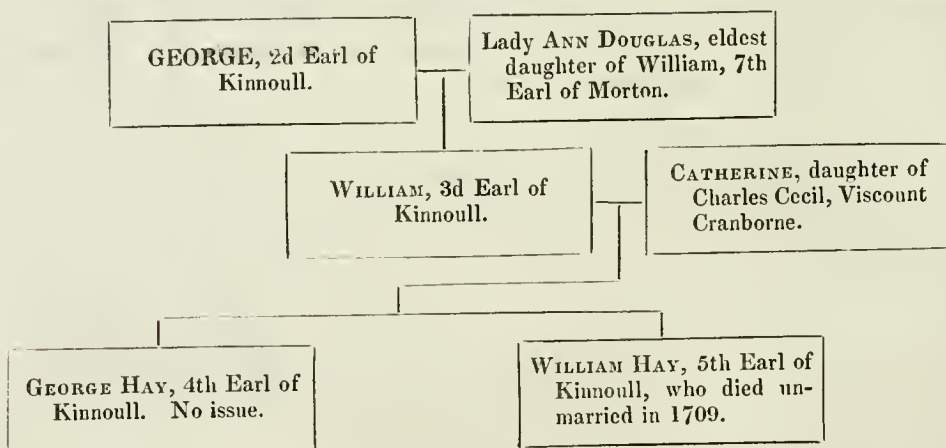 GEORGE, 2d Earl of
Kinnoull.
Lady ANN DOUGLAS, eldest
daughter of William, 7th
Earl of Morton.
WILLIAM, 3d Earl of
Kinnoull.
CATHERINE, daughter of
Charles Cecil, Viscount
Cranborne.
GEORGE HAY, 4th Earl of
Kinnoull. No issue.
WILLIAM HAY, 5th Earl of
Kinnoull, who died un-
married in 1709.